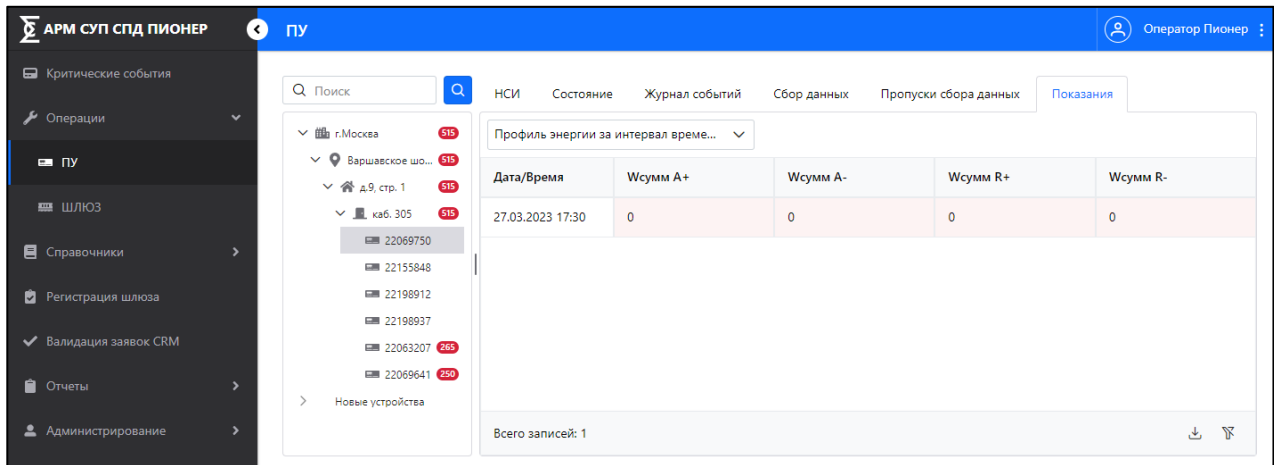 АРМ СУП СПД ПИОНЕР
ПУ
Оператор Пионер
Критические события
Операции
ПУ
ШЛЮЗ
Справочники
Регистрация шлюза
Валидация заявок CRM
Отчеты
Администрирование
Поиск
г.Москва 515
Варшавское шо... 515
д.9, стр. 1 515
каб. 305 515
22069750
22155848
22198912
22198937
22063207 265
22069641 250
Новые устройства
НСИ Состояние Журнал событий Сбор данных Пропуски сбора данных Показания
Профиль энергии за интервал време...
Дата/Время Wсумм A+ Wсумм A- Wсумм R+ Wсумм R-
27.03.2023 17:30 0 0 0 0
Всего записей: 1